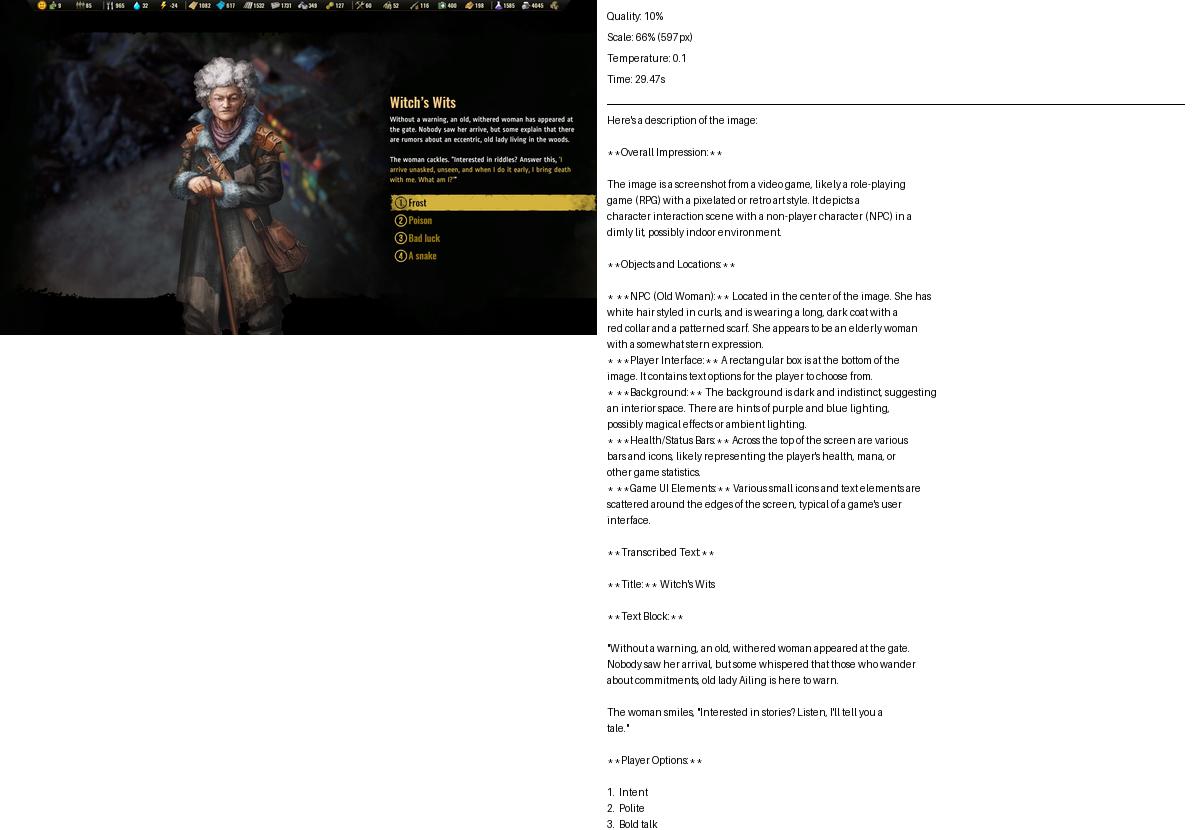 9 85 965 32 -24 1082 617 1532 1731 349 127 60 52 116 400 198 1585 4045
Witch's Wits
Without a warning, an old, withered woman has appeared at
the gate. Nobody saw her arrive, but some explain that there
are rumors about an eccentric, old lady living in the woods.
The woman cackles. "Interested in riddles? Answer this, 'I
arrive unasked, unseen, and when I do it early, I bring death
with me. What am I?'"
1 Frost
2 Poison
3 Bad luck
4 A snake
Quality: 10%
Scale: 66% (597px)
Temperature: 0.1
Time: 29.47s
Here's a description of the image:
**Overall Impression:**
The image is a screenshot from a video game, likely a role-playing
game (RPG) with a pixelated or retro art style. It depicts a
character interaction scene with a non-player character (NPC) in a
dimly lit, possibly indoor environment.
**Objects and Locations:**
* **NPC (Old Woman):** Located in the center of the image. She has
white hair styled in curls, and is wearing a long, dark coat with a
red collar and a patterned scarf. She appears to be an elderly woman
with a somewhat stern expression.
* **Player Interface:** A rectangular box is at the bottom of the
image. It contains text options for the player to choose from.
* **Background:** The background is dark and indistinct, suggesting
an interior space. There are hints of purple and blue lighting,
possibly magical effects or ambient lighting.
* **Health/Status Bars:** Across the top of the screen are various
bars and icons, likely representing the player's health, mana, or
other game statistics.
* **Game UI Elements:** Various small icons and text elements are
scattered around the edges of the screen, typical of a game's user
interface.
**Transcribed Text:**
**Title:** Witch's Wits
**Text Block:**
"Without a warning, an old, withered woman appeared at the gate.
Nobody saw her arrival, but some whispered that those who wander
about commitments, old lady Ailing is here to warn.
The woman smiles, "Interested in stories? Listen, I'll tell you a
tale."
**Player Options:**
1. Intent
2. Polite
3. Bold talk